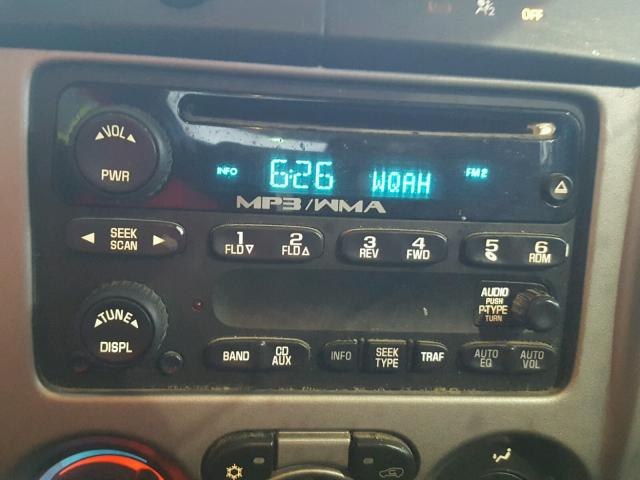 2 OFF
VOL
PWR
INFO 6:26 WQAH FM2
MP3/WMA
SEEK
SCAN
1
FLD
2
FLD
3
REV
4
FWD
5
6
RDM
AUDIO
PUSH
P-TYPE
TURN
TUNE
DISPL
BAND
CD
AUX
INFO
SEEK
TYPE
TRAF
AUTO
EQ
AUTO
VOL